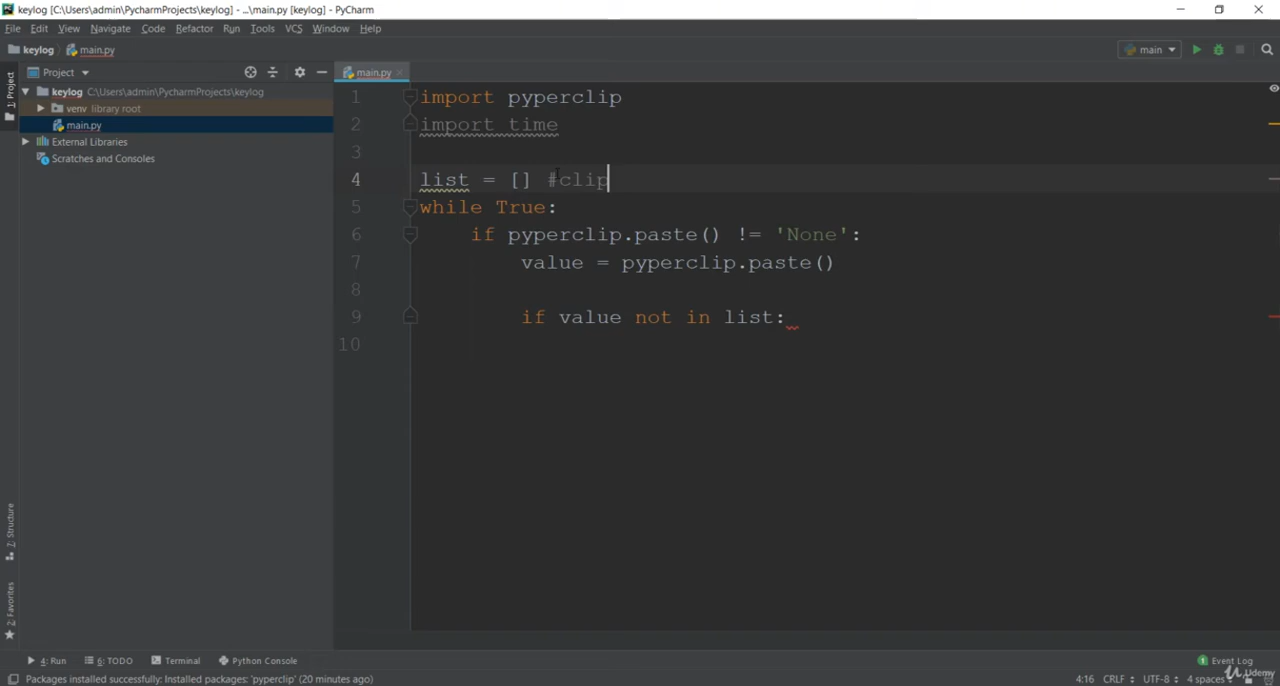 keylog [C:\Users\admin\PycharmProjects\keylog] - ...\main.py [keylog] - PyCharm
File Edit View Navigate Code Refactor Run Tools VCS Window Help
keylog main.py main
Project main.py
1: Project
keylog C:\Users\admin\PycharmProjects\keylog
venv library root
main.py
External Libraries
Scratches and Consoles
1 import pyperclip
2 import time
3
4 list = [] #clip
5 while True:
6 if pyperclip.paste() != 'None':
7 value = pyperclip.paste()
8
9 if value not in list:
10
7: Structure
2: Favorites
4: Run 6: TODO Terminal Python Console 1 Event Log
Packages installed successfully: Installed packages: 'pyperclip' (20 minutes ago) 4:16 CRLF UTF-8 4 spaces
Udemy